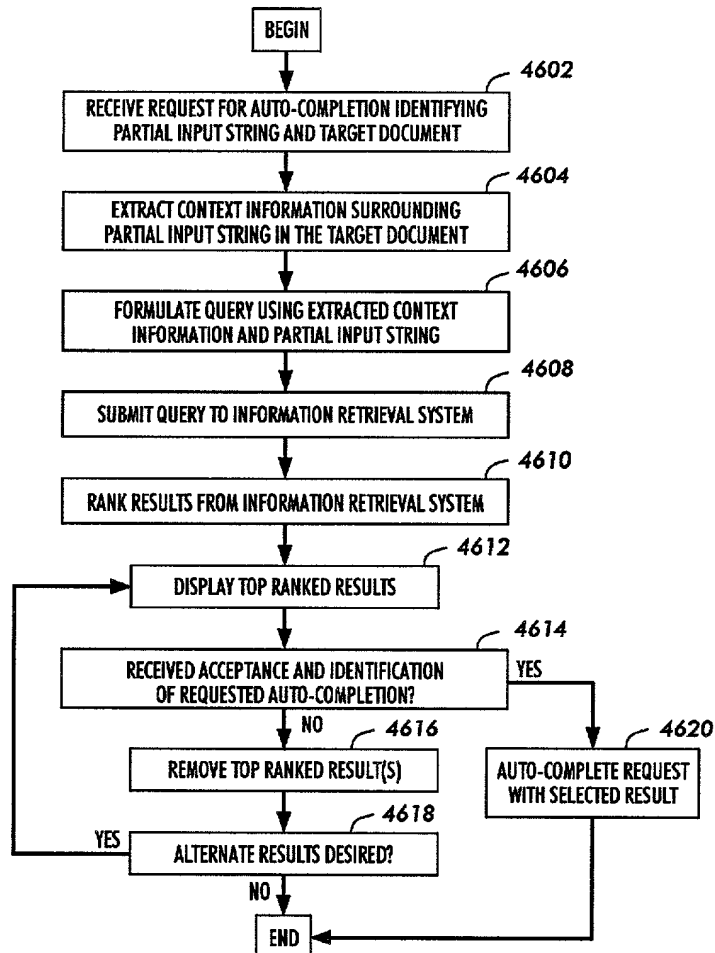 BEGIN
4602
RECEIVE REQUEST FOR AUTO-COMPLETION IDENTIFYING
PARTIAL INPUT STRING AND TARGET DOCUMENT
4604
EXTRACT CONTEXT INFORMATION SURROUNDING
PARTIAL INPUT STRING IN THE TARGET DOCUMENT
4606
FORMULATE QUERY USING EXTRACTED CONTEXT
INFORMATION AND PARTIAL INPUT STRING
4608
SUBMIT QUERY TO INFORMATION RETRIEVAL SYSTEM
4610
RANK RESULTS FROM INFORMATION RETRIEVAL SYSTEM
4612
DISPLAY TOP RANKED RESULTS
4614
RECEIVED ACCEPTANCE AND IDENTIFICATION
OF REQUESTED AUTO-COMPLETION?
YES
NO
4616
REMOVE TOP RANKED RESULT(S)
4620
AUTO-COMPLETE REQUEST
WITH SELECTED RESULT
4618
YES
ALTERNATE RESULTS DESIRED?
NO
END